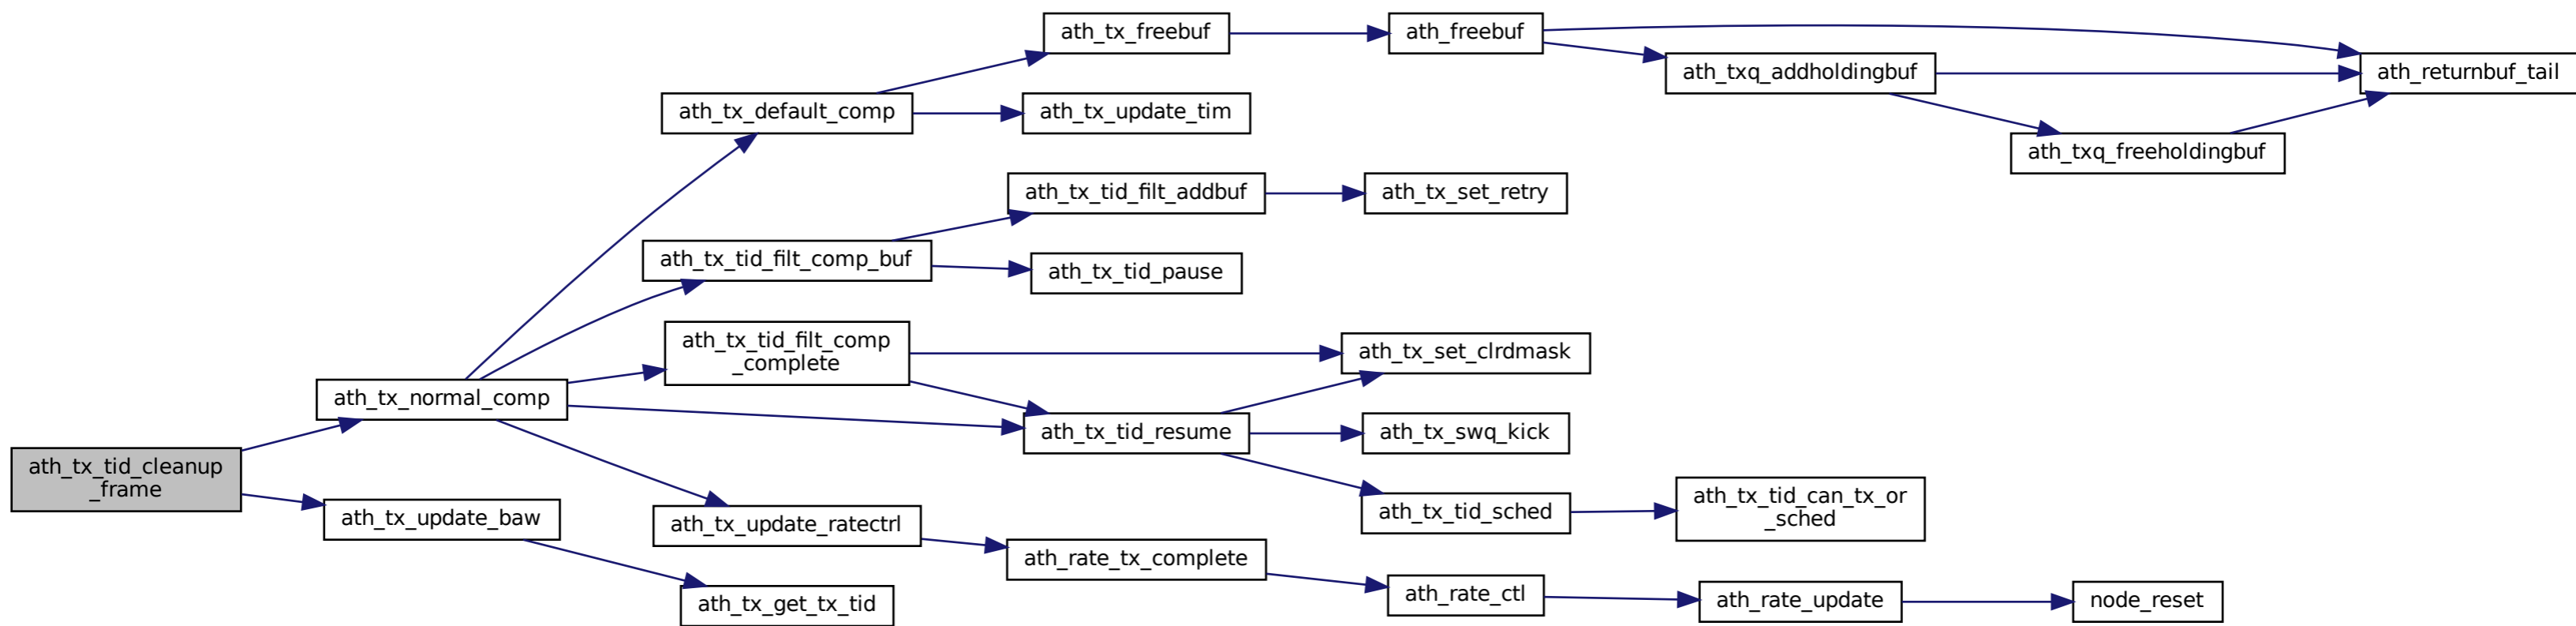 ath_tx_tid_cleanup
_frame
ath_tx_normal_comp
ath_tx_update_baw
ath_tx_default_comp
ath_tx_tid_filt_comp_buf
ath_tx_tid_filt_comp
_complete
ath_tx_update_ratectrl
ath_tx_get_tx_tid
ath_tx_freebuf
ath_tx_update_tim
ath_tx_tid_filt_addbuf
ath_tx_tid_pause
ath_tx_tid_resume
ath_rate_tx_complete
ath_freebuf
ath_tx_set_retry
ath_tx_set_clrdmask
ath_tx_swq_kick
ath_tx_tid_sched
ath_rate_ctl
ath_txq_addholdingbuf
ath_tx_tid_can_tx_or
_sched
ath_rate_update
ath_txq_freeholdingbuf
node_reset
ath_returnbuf_tail